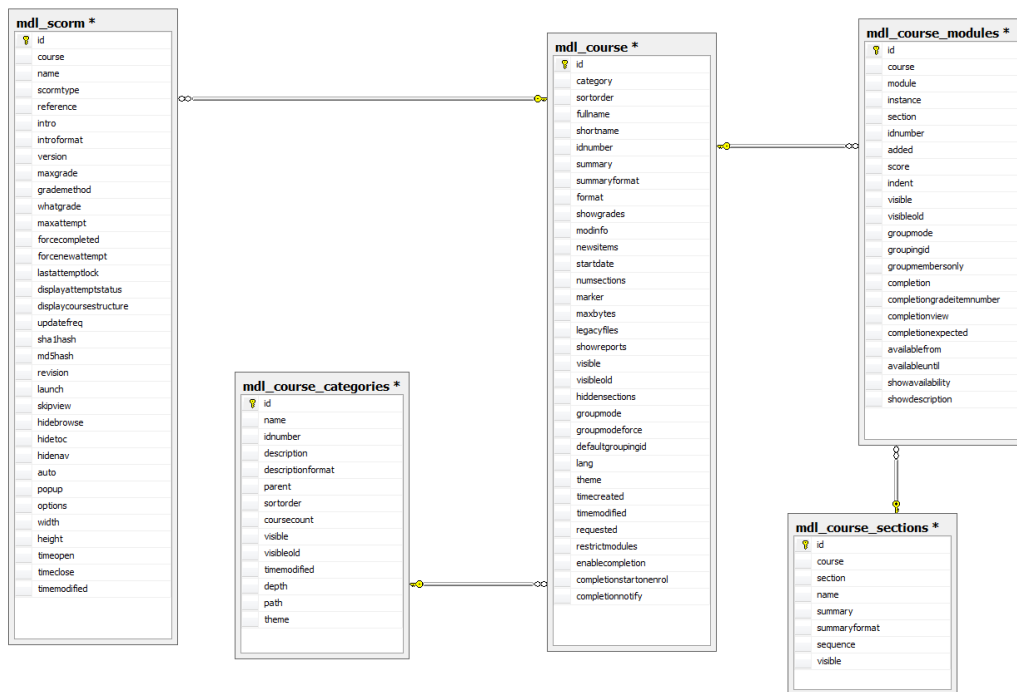 mdl_scorm *
id
course
name
scormtype
reference
intro
introformat
version
maxgrade
grademethod
whatgrade
maxattempt
forcecompleted
forcenewattempt
lastattemptlock
displayattemptstatus
displaycoursestructure
updatefreq
sha1hash
md5hash
revision
launch
skipview
hidebrowse
hidetoc
hidenav
auto
popup
options
width
height
timeopen
timeclose
timemodified
mdl_course_categories *
id
name
idnumber
description
descriptionformat
parent
sortorder
coursecount
visible
visibleold
timemodified
depth
path
theme
mdl_course *
id
category
sortorder
fullname
shortname
idnumber
summary
summaryformat
format
showgrades
modinfo
newsitems
startdate
numsections
marker
maxbytes
legacyfiles
showreports
visible
visibleold
hiddensections
groupmode
groupmodeforce
defaultgroupingid
lang
theme
timecreated
timemodified
requested
restrictmodules
enablecompletion
completionstartonenrol
completionnotify
mdl_course_modules *
id
course
module
instance
section
idnumber
added
score
indent
visible
visibleold
groupmode
groupingid
groupmembersonly
completion
completiongradeitemnumber
completionview
completionexpected
availablefrom
availableuntil
showavailability
showdescription
mdl_course_sections *
id
course
section
name
summary
summaryformat
sequence
visible